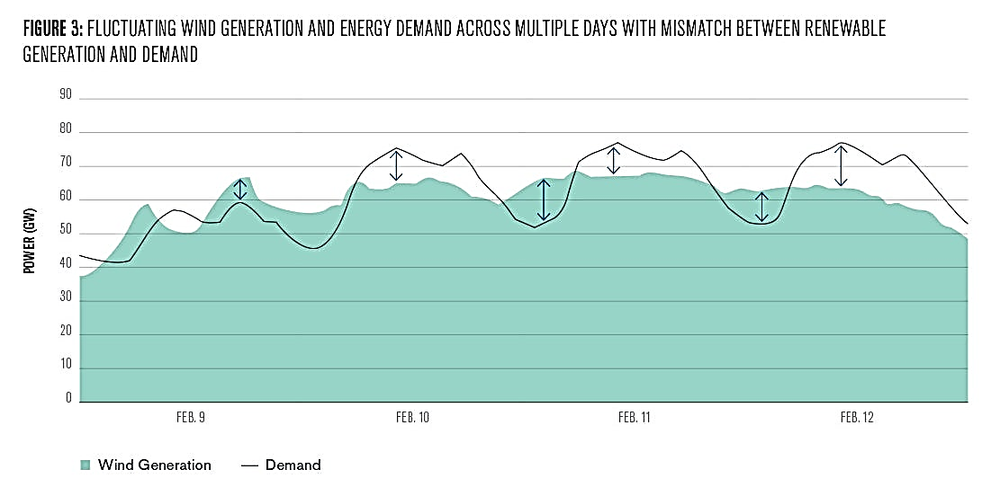 FIGURE 3: FLUCTUATING WIND GENERATION AND ENERGY DEMAND ACROSS MULTIPLE DAYS WITH MISMATCH BETWEEN RENEWABLE
GENERATION AND DEMAND
POWER (GW)
90
80
70
60
50
40
30
20
10
0
FEB. 9 FEB. 10 FEB. 11 FEB. 12
Wind Generation Demand